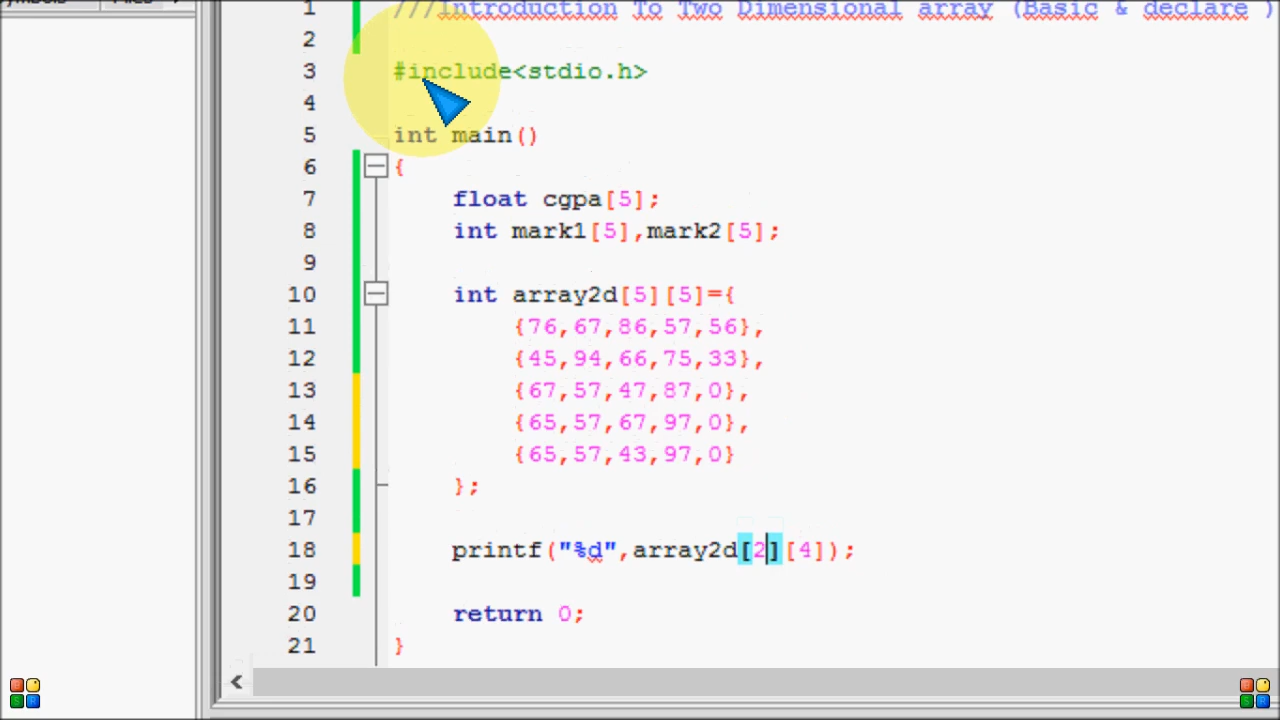 1 ///Introduction To Two Dimensional array (Basic & declare )
2
3 #include<stdio.h>
4
5 int main()
6 {
7 float cgpa[5];
8 int mark1[5],mark2[5];
9
10 int array2d[5][5]={
11 {76,67,86,57,56},
12 {45,94,66,75,33},
13 {67,57,47,87,0},
14 {65,57,67,97,0},
15 {65,57,43,97,0}
16 };
17
18 printf("%d",array2d[2][4]);
19
20 return 0;
21 }